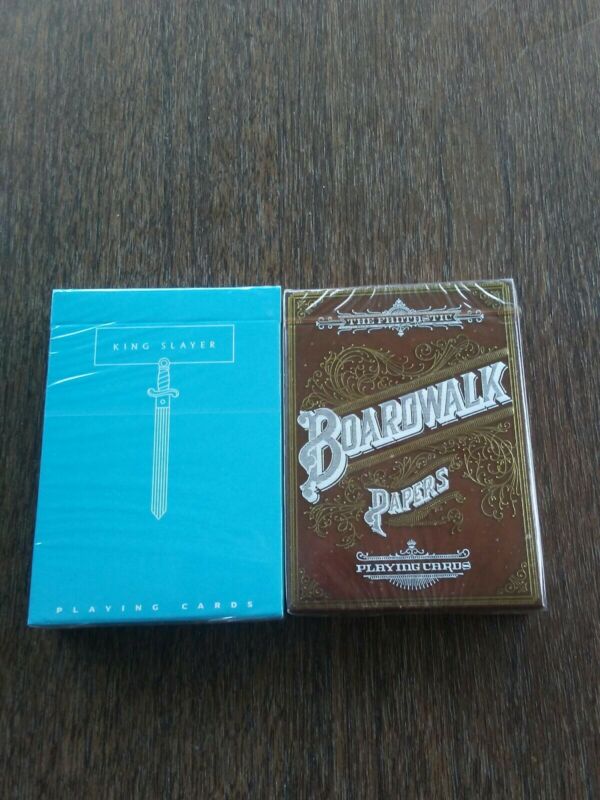 KING SLAYER
PLAYING CARDS
THE FANTASTIC
BOARDWALK
PAPERS
PLAYING CARDS